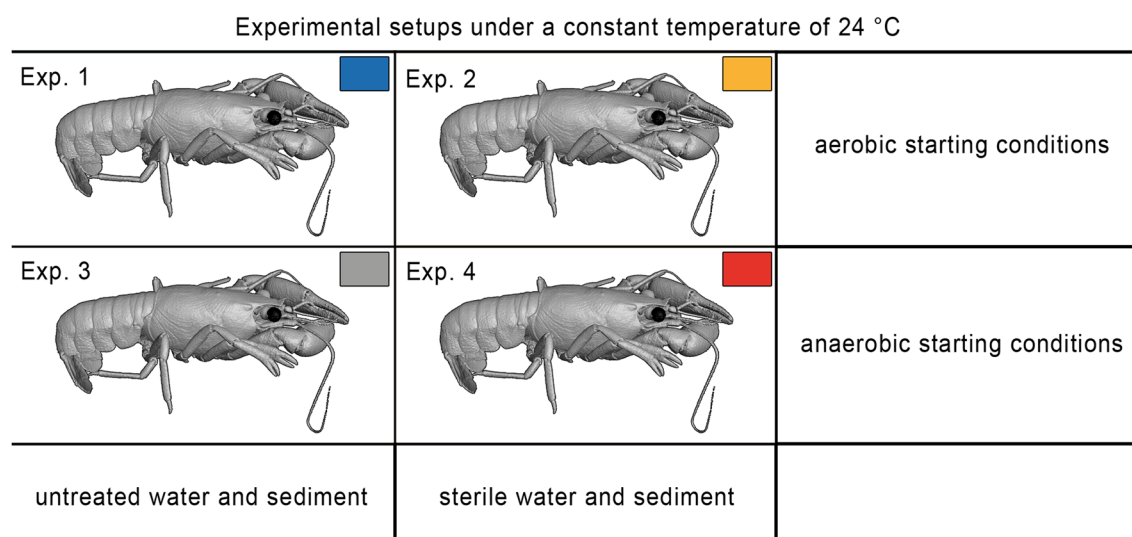 Experimental setups under a constant temperature of 24 °C
Exp. 1
Exp. 2
aerobic starting conditions
Exp. 3
Exp. 4
anaerobic starting conditions
untreated water and sediment
sterile water and sediment